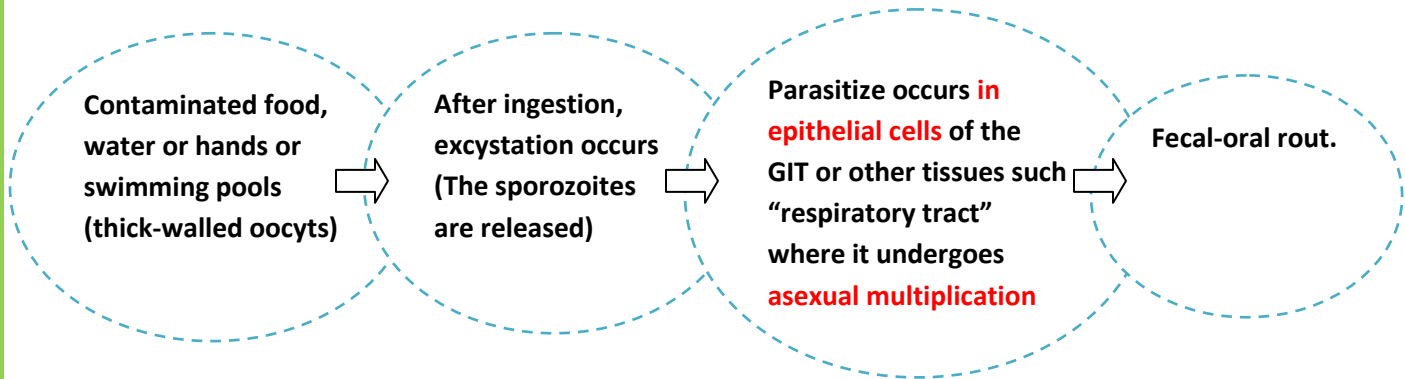 Contaminated food,
water or hands or
swimming pools
(thick-walled oocyts)
After ingestion,
excystation occurs
(The sporozoites
are released)
Parasitize occurs in
epithelial cells of the
GIT or other tissues such
“respiratory tract”
where it undergoes
asexual multiplication
Fecal-oral rout.